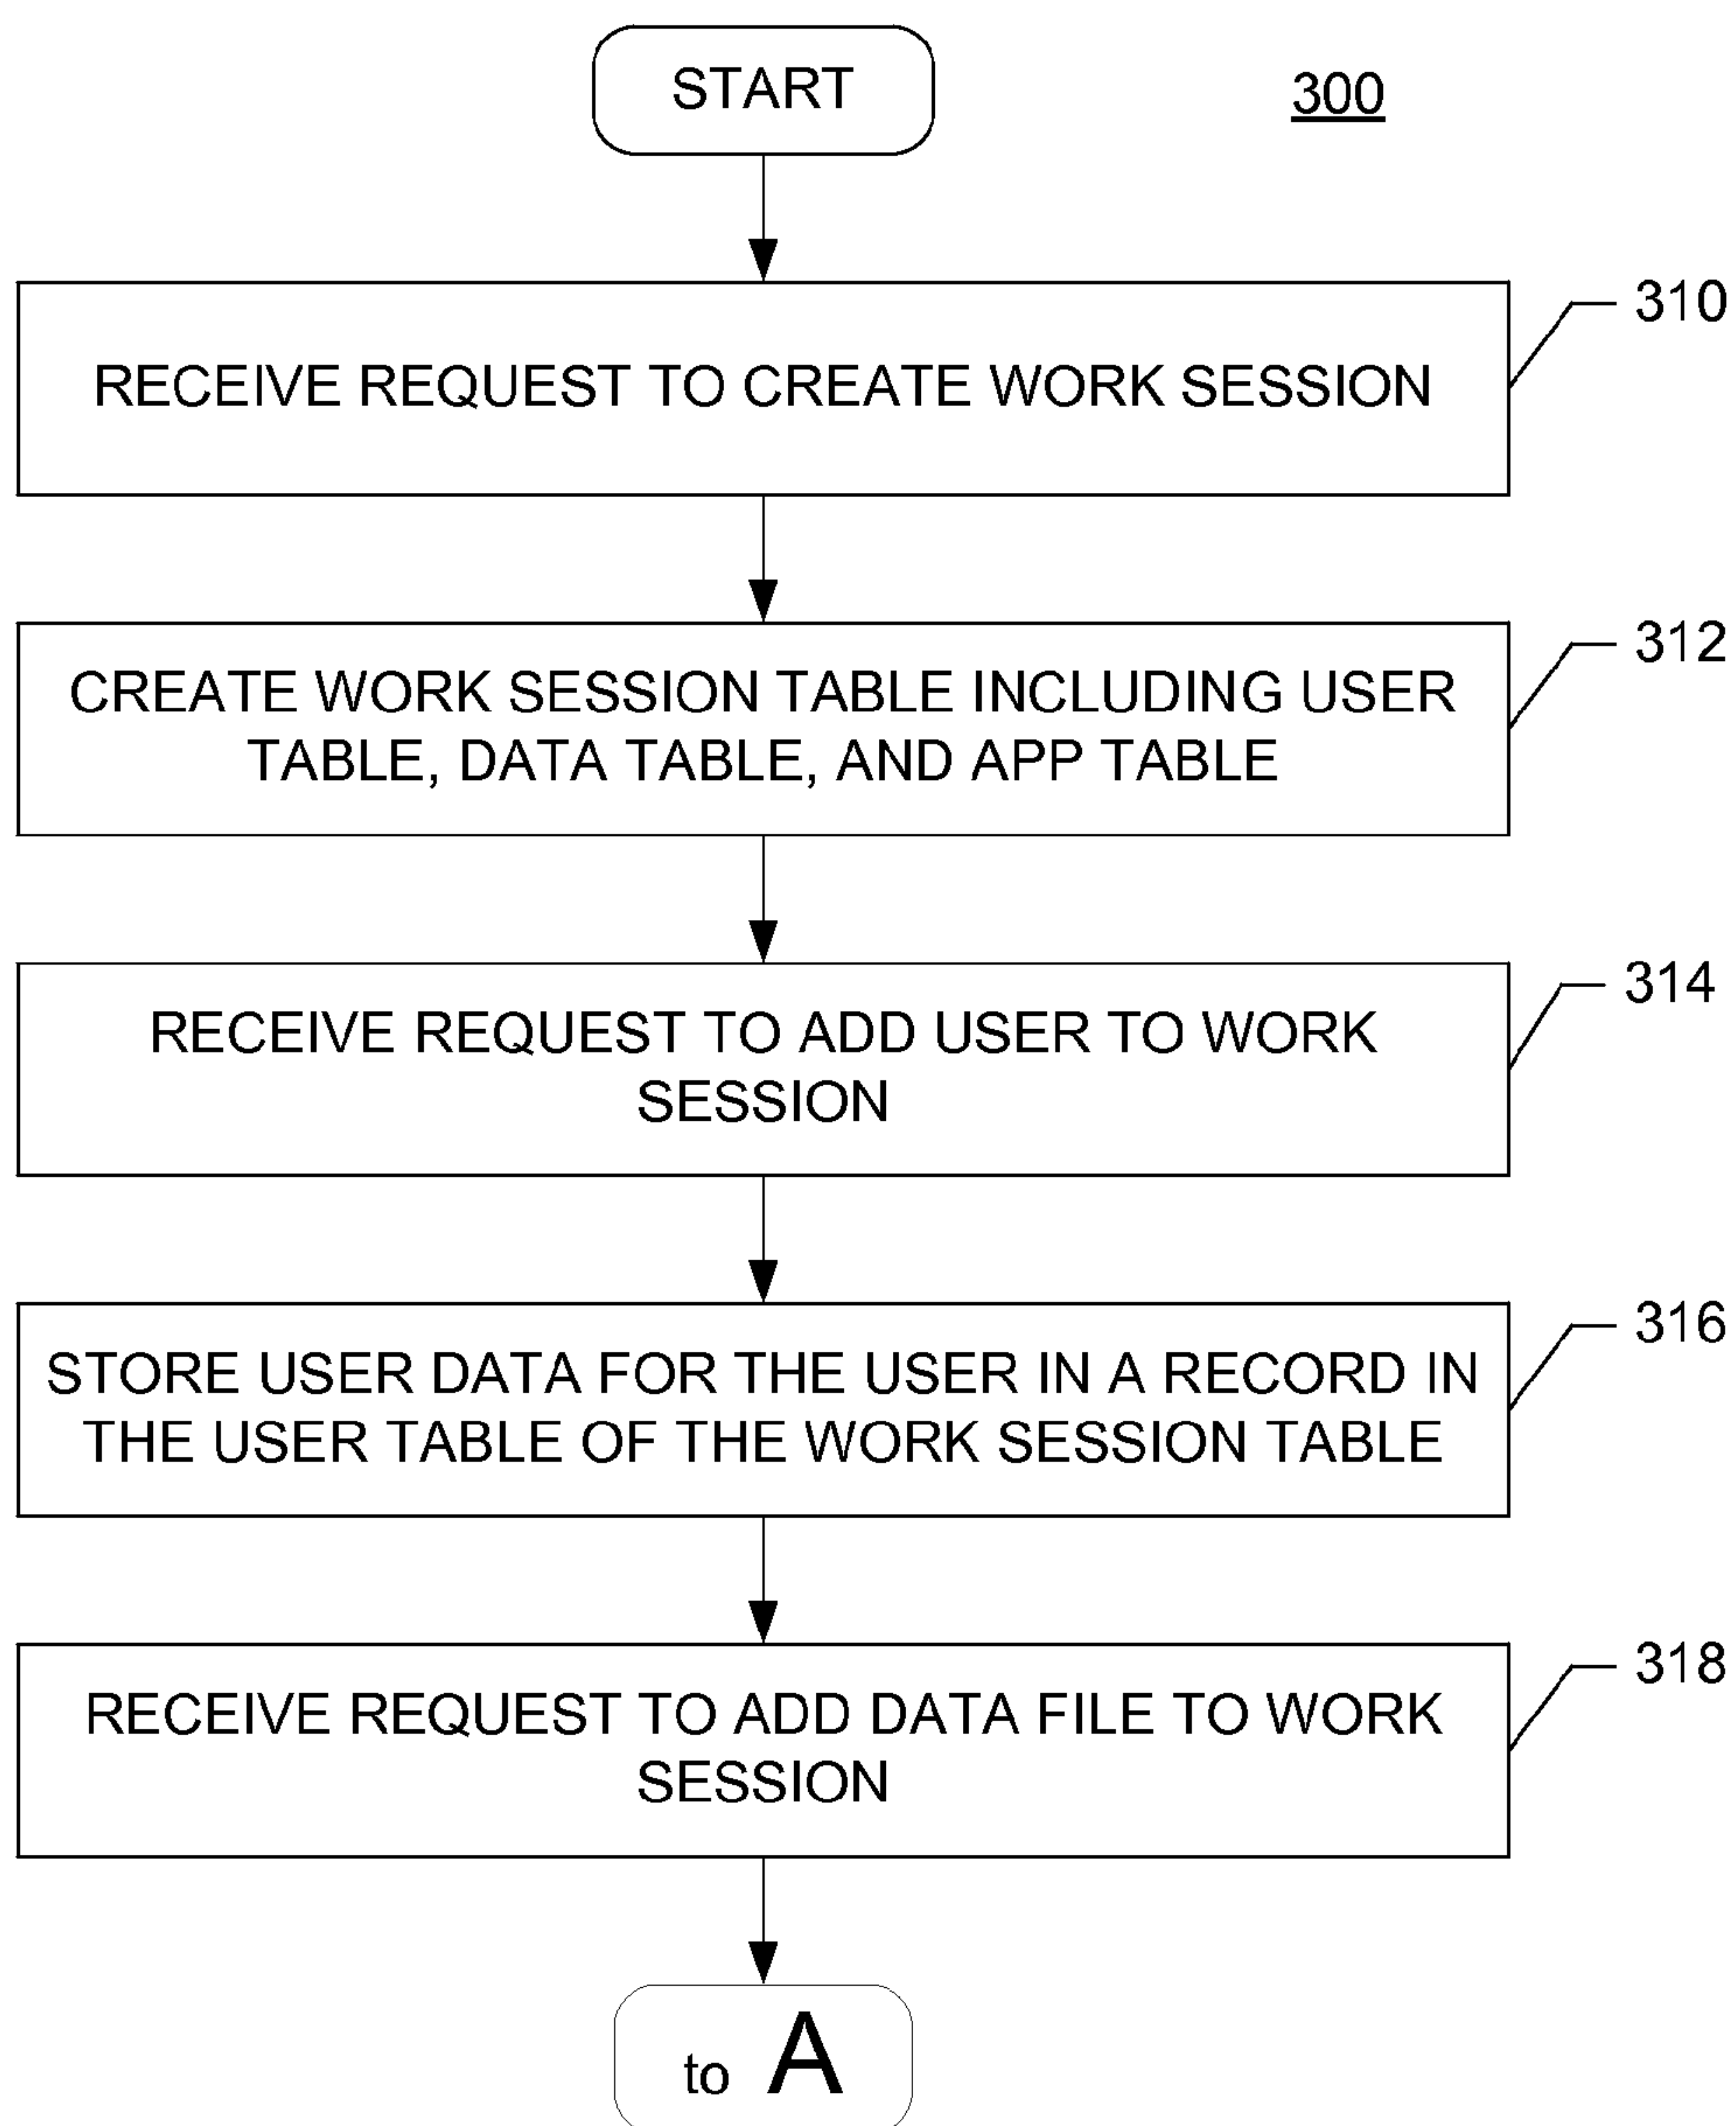 START
300
310
RECEIVE REQUEST TO CREATE WORK SESSION
312
CREATE WORK SESSION TABLE INCLUDING USER
TABLE, DATA TABLE, AND APP TABLE
314
RECEIVE REQUEST TO ADD USER TO WORK
SESSION
316
STORE USER DATA FOR THE USER IN A RECORD IN
THE USER TABLE OF THE WORK SESSION TABLE
318
RECEIVE REQUEST TO ADD DATA FILE TO WORK
SESSION
to A